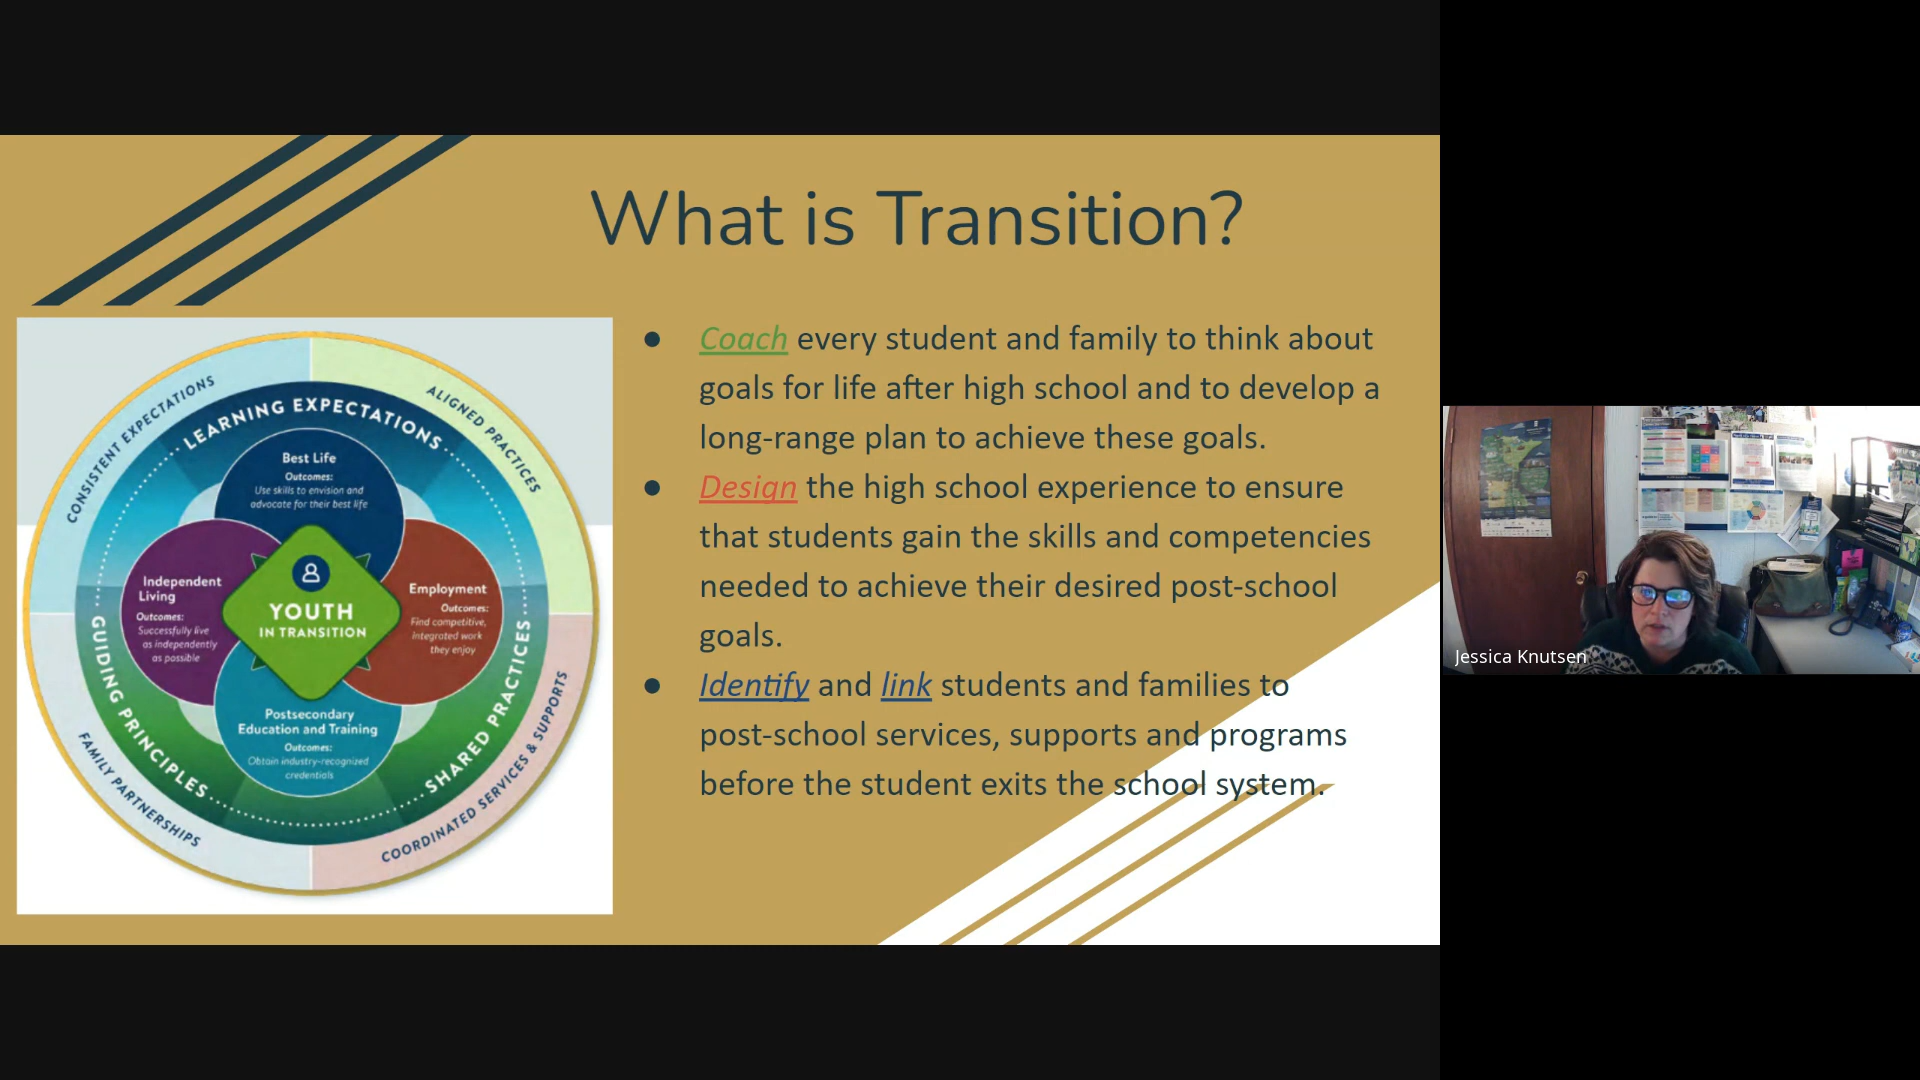 What is Transition?
● Coach every student and family to think about
goals for life after high school and to develop a
long-range plan to achieve these goals.
● Design the high school experience to ensure
that students gain the skills and competencies
needed to achieve their desired post-school
goals.
● Identify and link students and families to
post-school services, supports and programs
before the student exits the school system.
CONSISTENT EXPECTATIONS
ALIGNED PRACTICES
LEARNING EXPECTATIONS
Best Life
Outcomes:
Use skills to envision and
advocate for their best life
Independent
Living
Outcomes:
Successfully live
as independently
as possible
YOUTH
IN TRANSITION
Employment
Outcomes:
Find competitive,
integrated work
they enjoy
Postsecondary
Education and Training
Outcomes:
Obtain industry-recognized
credentials
GUIDING PRINCIPLES
SHARED PRACTICES
FAMILY PARTNERSHIPS
COORDINATED SERVICES & SUPPORTS
Jessica Knutsen